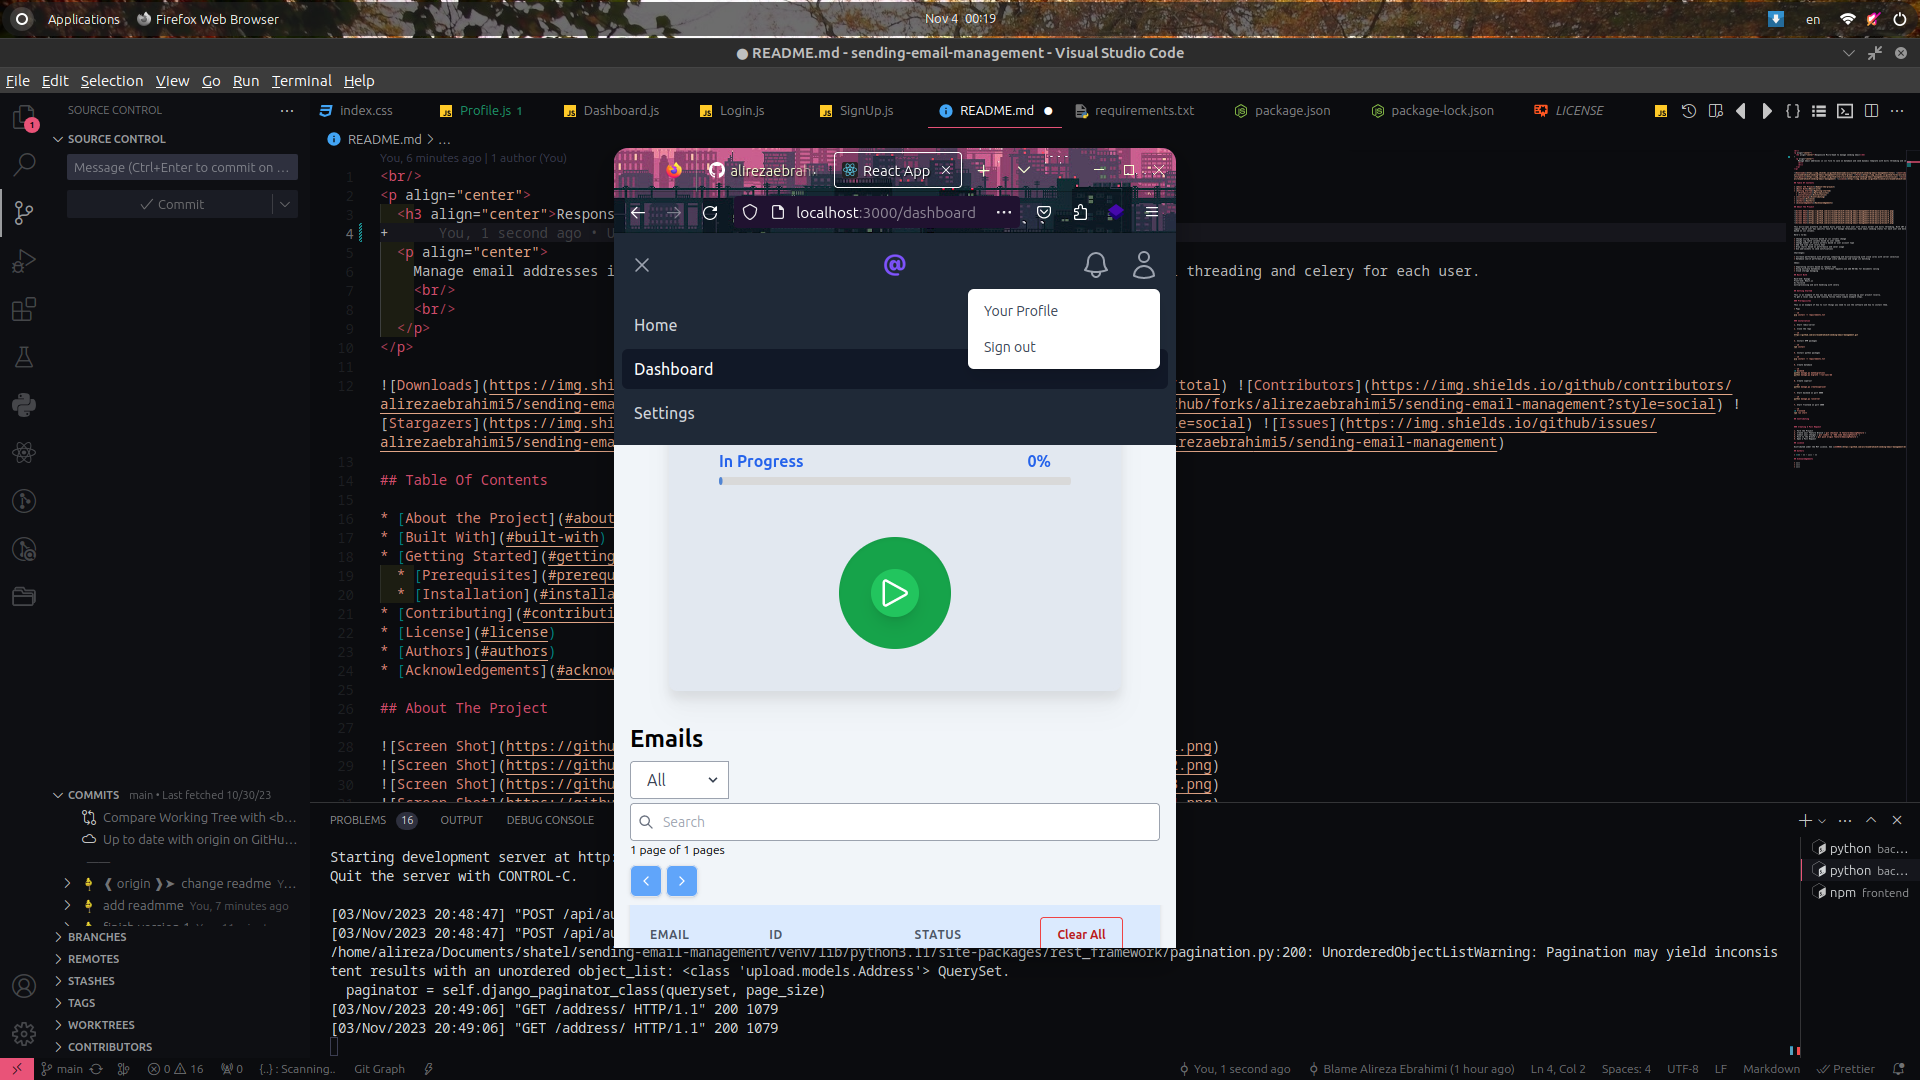 Applications Firefox Web Browser Nov 4 00:19 en
README.md - sending-email-management - Visual Studio Code
File Edit Selection View Go Run Terminal Help
SOURCE CONTROL ···
index.css Profile.js 1 Dashboard.js Login.js SignUp.js README.md requirements.txt package.json package-lock.json LICENSE
1
SOURCE CONTROL
Message (Ctrl+Enter to commit on ...
Commit
README.md > ...
You, 6 minutes ago | 1 author (You)
1 <br/>
2 <p align="center">
3 <h3 align="center">Respons
4 + You, 1 second ago • U
5 <p align="center">
6 Manage email addresses i threading and celery for each user.
7 <br/>
8 <br/>
9 </p>
10 </p>
11
12 ![Downloads](https://img.shi total) ![Contributors](https://img.shields.io/github/contributors/
alirezaebrahimi5/sending-ema hub/forks/alirezaebrahimi5/sending-email-management?style=social) !
[Stargazers](https://img.shi e=social) ![Issues](https://img.shields.io/github/issues/
alirezaebrahimi5/sending-ema rezaebrahimi5/sending-email-management)
13
14 ## Table Of Contents
15
16 * [About the Project](#about
17 * [Built With](#built-with)
18 * [Getting Started](#getting
19 * [Prerequisites](#prerequ
20 * [Installation](#installa
21 * [Contributing](#contributi
22 * [License](#license)
23 * [Authors](#authors)
24 * [Acknowledgements](#acknow
25
26 ## About The Project
27
28 ![Screen Shot](https://githu .png)
29 ![Screen Shot](https://githu .png)
30 ![Screen Shot](https://githu .png)
alirezaebrah React App
localhost:3000/dashboard
@
Your Profile
Sign out
Home
Dashboard
Settings
In Progress 0%
Emails
All
Search
1 page of 1 pages
< >
EMAIL ID STATUS Clear All
COMMITS main • Last fetched 10/30/23
Compare Working Tree with <b...
Up to date with origin on GitHu...
origin change readme Y...
add readmme You, 7 minutes ago
BRANCHES
REMOTES
STASHES
TAGS
WORKTREES
CONTRIBUTORS
PROBLEMS 16 OUTPUT DEBUG CONSOLE
Starting development server at http:
Quit the server with CONTROL-C.
[03/Nov/2023 20:48:47] "POST /api/au
[03/Nov/2023 20:48:47] "POST /api/au
/home/alireza/Documents/shatel/sending-email-management/venv/lib/python3.11/site-packages/rest_framework/pagination.py:200: UnorderedObjectListWarning: Pagination may yield inconsis
tent results with an unordered object_list: <class 'upload.models.Address'> QuerySet.
paginator = self.django_paginator_class(queryset, page_size)
[03/Nov/2023 20:49:06] "GET /address/ HTTP/1.1" 200 1079
[03/Nov/2023 20:49:06] "GET /address/ HTTP/1.1" 200 1079
python bac...
python bac...
npm frontend
main 0 16 0 {..} : Scanning.. Git Graph You, 1 second ago Blame Alireza Ebrahimi (1 hour ago) Ln 4, Col 2 Spaces: 4 UTF-8 LF Markdown Prettier